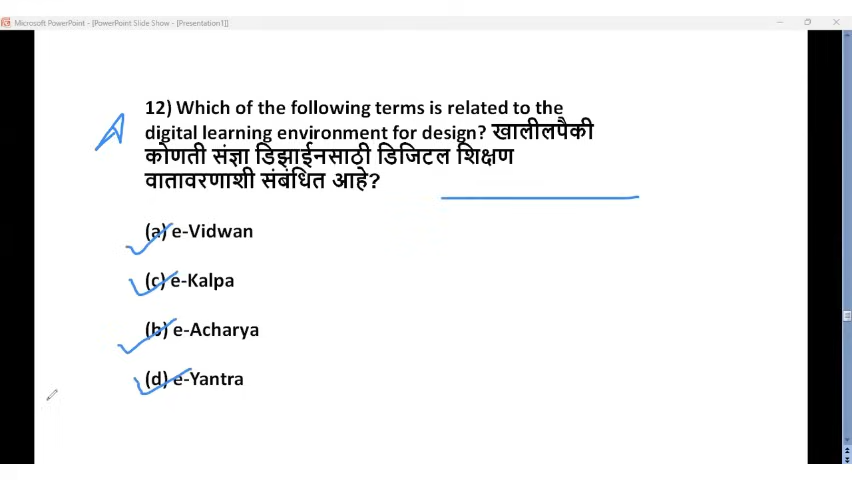 Microsoft PowerPoint - [PowerPoint Slide Show - [Presentation1]]
A
12) Which of the following terms is related to the
digital learning environment for design? खालीलपैकी
कोणती संज्ञा डिझाईनसाठी डिजिटल शिक्षण
वातावरणाशी संबंधित आहे?
(a) e-Vidwan
(c) e-Kalpa
(b) e-Acharya
(d) e-Yantra